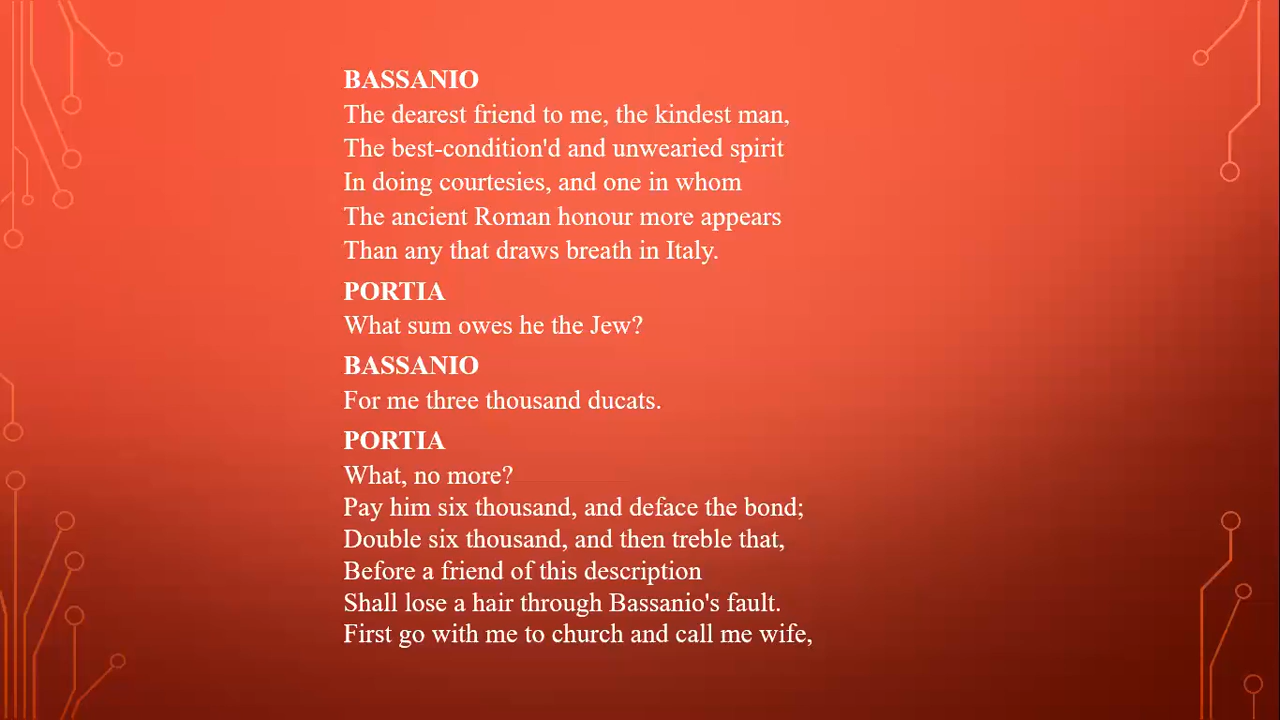 BASSANIO
The dearest friend to me, the kindest man,
The best-condition'd and unwearied spirit
In doing courtesies, and one in whom
The ancient Roman honour more appears
Than any that draws breath in Italy.
PORTIA
What sum owes he the Jew?
BASSANIO
For me three thousand ducats.
PORTIA
What, no more?
Pay him six thousand, and deface the bond;
Double six thousand, and then treble that,
Before a friend of this description
Shall lose a hair through Bassanio's fault.
First go with me to church and call me wife,